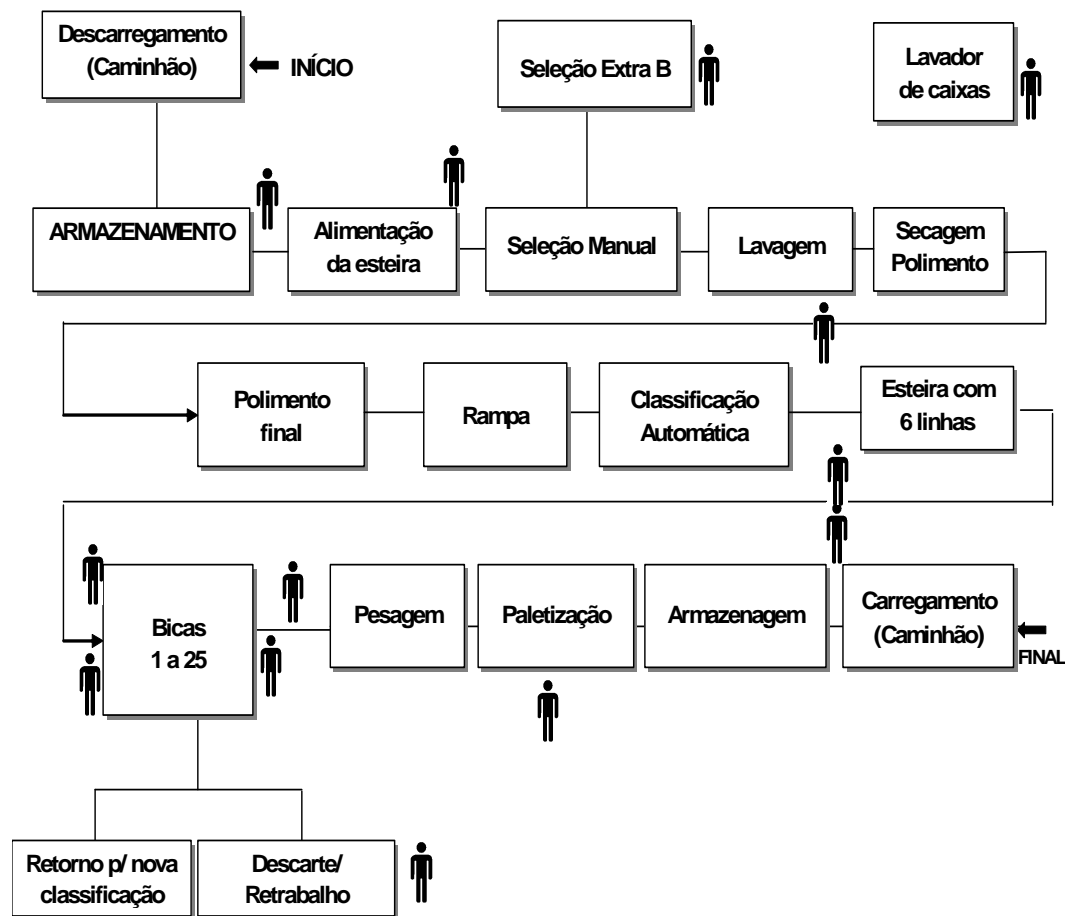 Descarregamento
(Caminhão)
INÍCIO
Seleção Extra B
Lavador
de caixas
ARMAZENAMENTO
Alimentação
da esteira
Seleção Manual
Lavagem
Secagem
Polimento
Polimento
final
Rampa
Classificação
Automática
Esteira com
6 linhas
Bicas
1 a 25
Pesagem
Paletização
Armazenagem
Carregamento
(Caminhão)
FINAL
Retorno p/ nova
classificação
Descarte/
Retrabalho